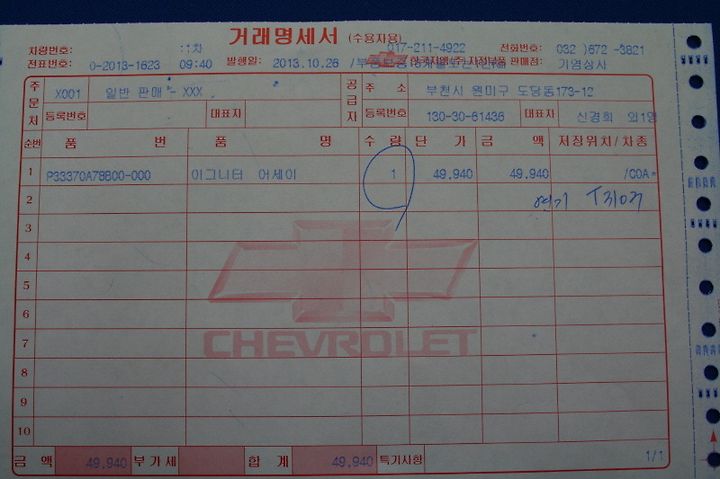 거래명세서 (수용자용)
차량번호: :1차 017-211-4922 전화번호: 032 )672 -3821
전표번호: 0-2013-1623 09:40 발행일: 2013.10.26 판매점: 기영상사
주문처 X001 일반 판매 - XXX 공급자 주 소 부천시 원미구 도당동173-12
등록번호 대표자 등록번호 130-30-61436 대표자 신경희 외1명
순번 품 번 품 명 수 량 단 가 금 액 저장위치/차종
1 P33370A78B00-000 이그니터 어세이 1 49,940 49,940 /COA
2
3
4
5
6
7
8
9
10
CHEVROLET
금 액 49,940 부가세 합 계 49,940 특기사항 1/1